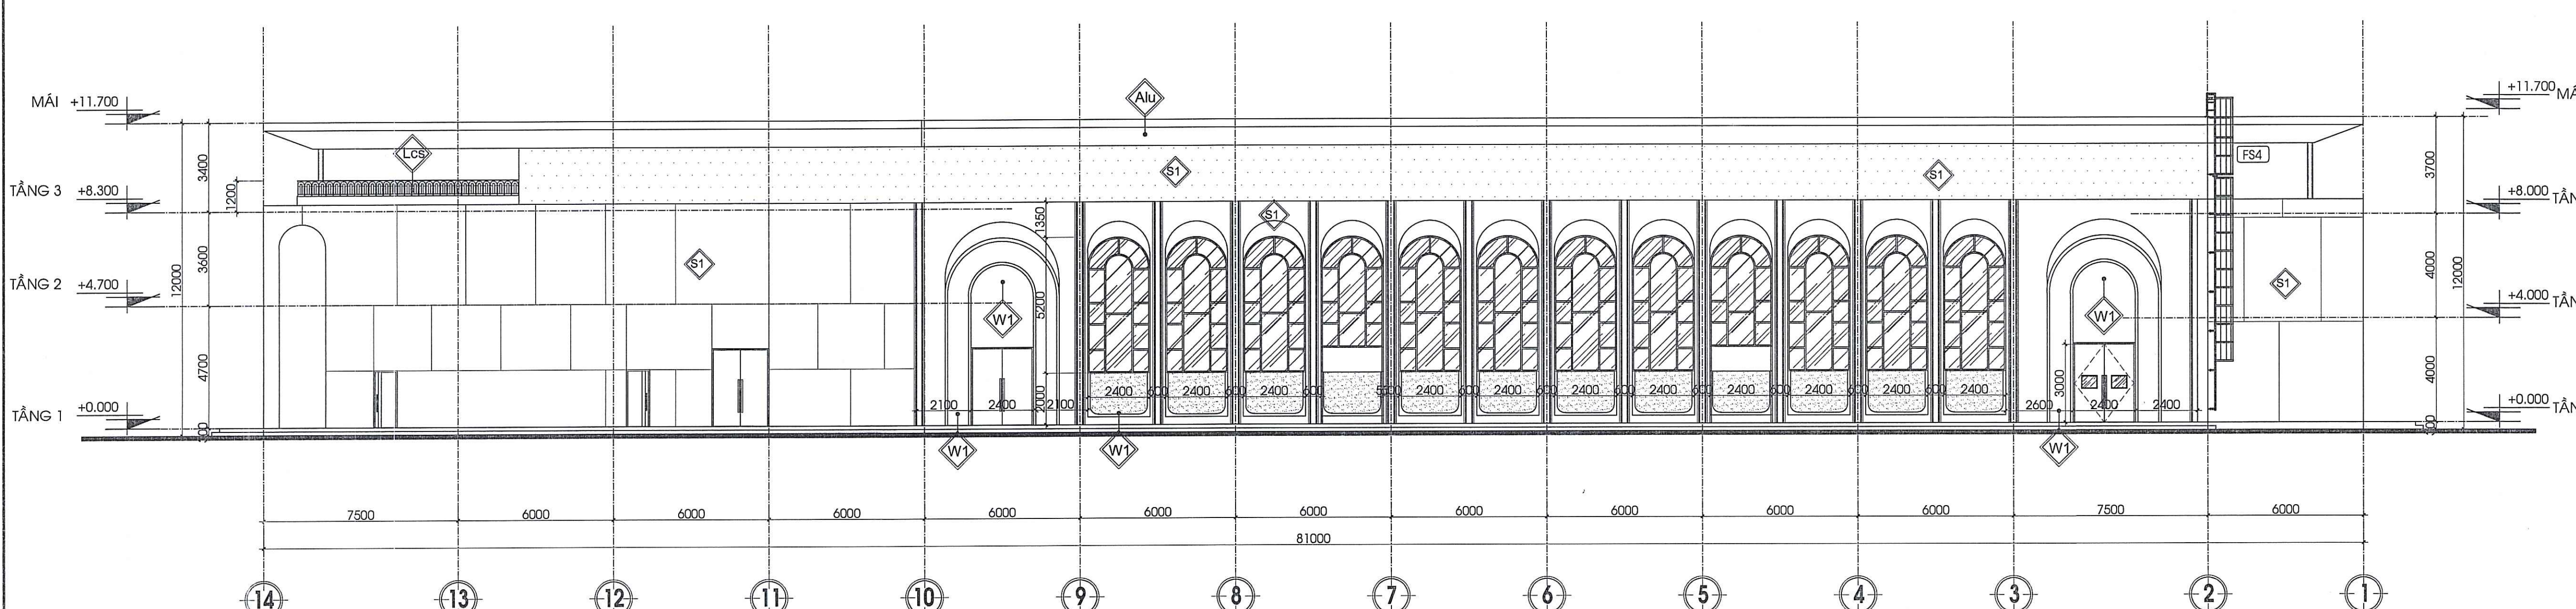 Alu
MÁI +11.700
+11.700
3400
Lcs
FS4
S1
S1
3700
TẦNG 3 +8.300
1200
+8.000
S1
1350
12000
3600
S1
4000
12000
S1
TẦNG 2 +4.700
+4.000
W1
5200
W1
4700
3000
4000
2400 600 2400 600 2400 600 2400 600 2400 600 2400 600 2400 600 2400 600 2400 600 2400 600 2400
TẦNG 1 +0.000
2100 2400 2100
2000
2600 2400 2400
+0.000
300
300
W1
W1
W1
7500 6000 6000 6000 6000 6000 6000 6000 6000 6000 6000 7500 6000
81000
14 13 12 11 10 9 8 7 6 5 4 3 2 1